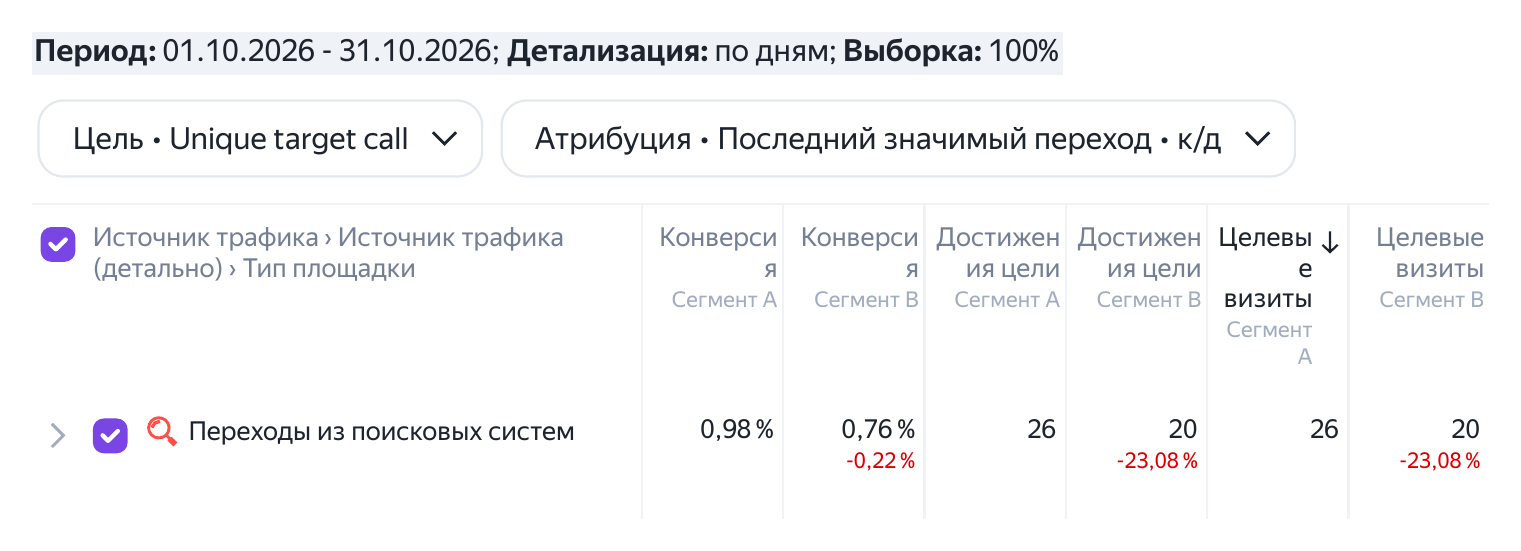 Период: 01.10.2026 - 31.10.2026; Детализация: по дням; Выборка: 100%
Цель • Unique target call
Атрибуция • Последний значимый переход • к/д
Источник трафика › Источник трафика
(детально) › Тип площадки
Конверси
я
Сегмент A
Конверси
я
Сегмент B
Достижен
ия цели
Сегмент A
Достижен
ия цели
Сегмент B
Целевы
е
визиты
Сегмент
A
Целевые
визиты
Сегмент B
Переходы из поисковых систем
0,98 %
0,76 %
-0,22 %
26
20
-23,08 %
26
20
-23,08 %